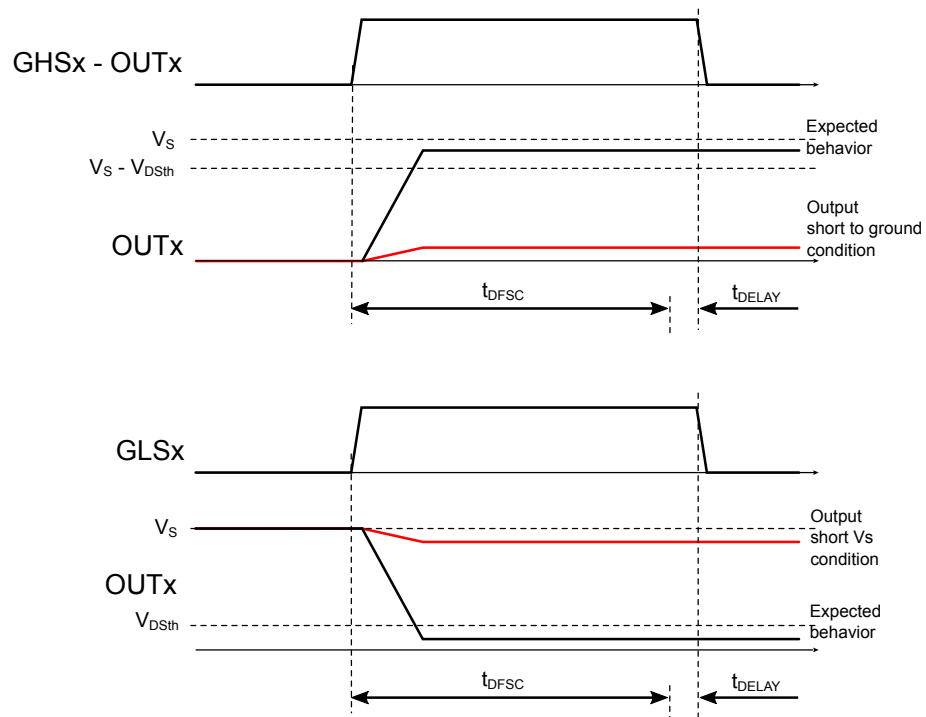 GHSx - OUTx
VS
Expected
behavior
VS - VDSth
Output
short to ground
condition
OUTx
tDFSC
tDELAY
GLSx
VS
Output
short Vs
condition
OUTx
VDSth
Expected
behavior
tDFSC
tDELAY